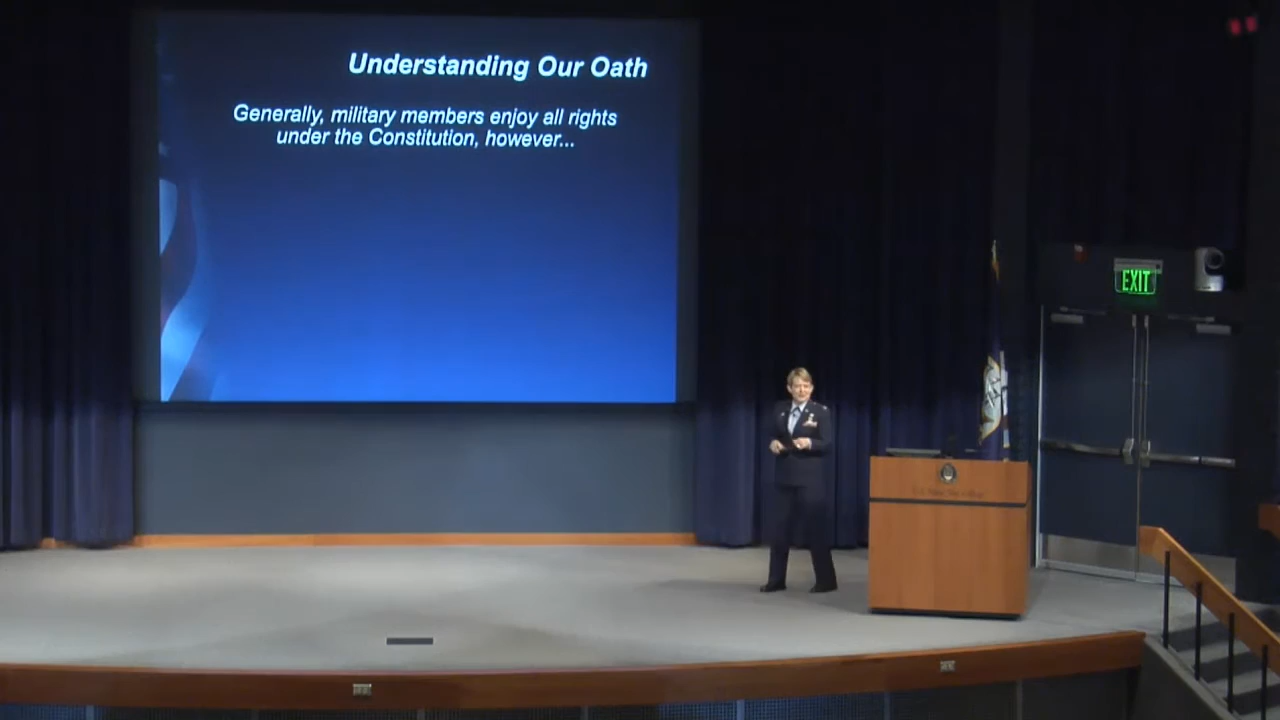 Understanding Our Oath
Generally, military members enjoy all rights
under the Constitution, however...
EXIT